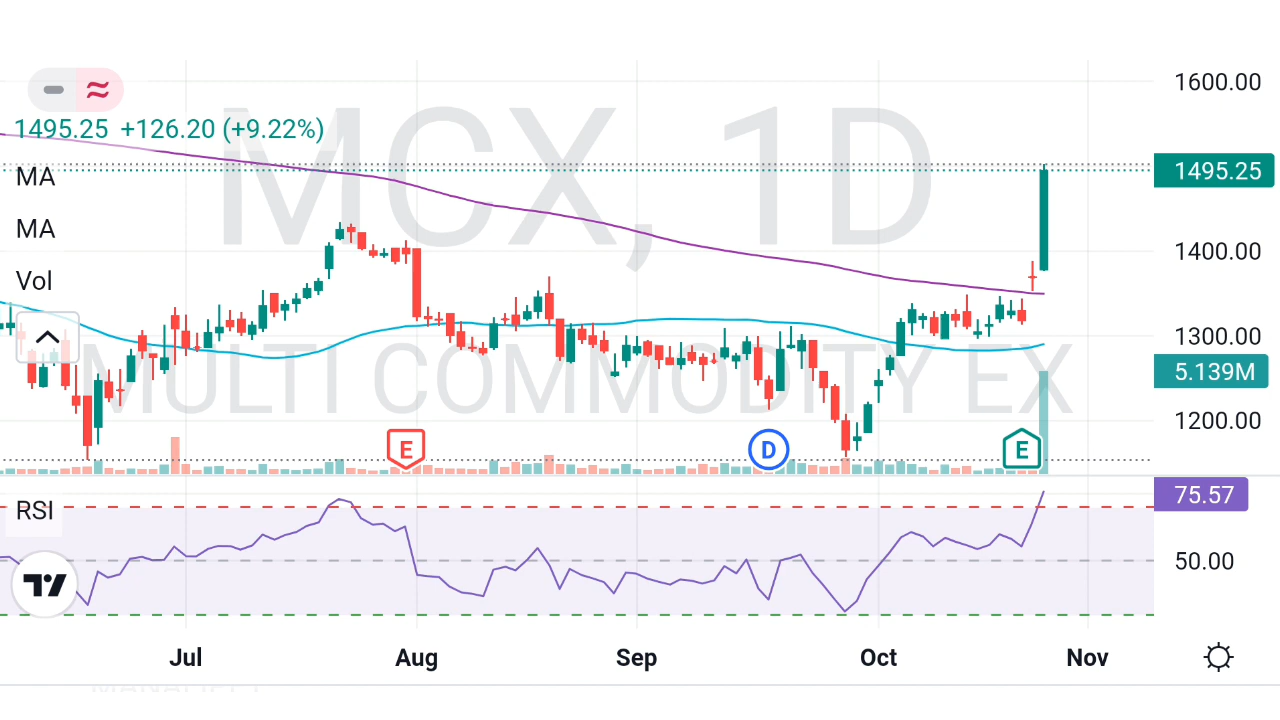 1600.00
1495.25 +126.20 (+9.22%)
MCX, 1D
1495.25
MA
MA
1400.00
Vol
1300.00
MULTI COMMODITY EX
5.139M
1200.00
E
D
E
75.57
RSI
50.00
Jul Aug Sep Oct Nov